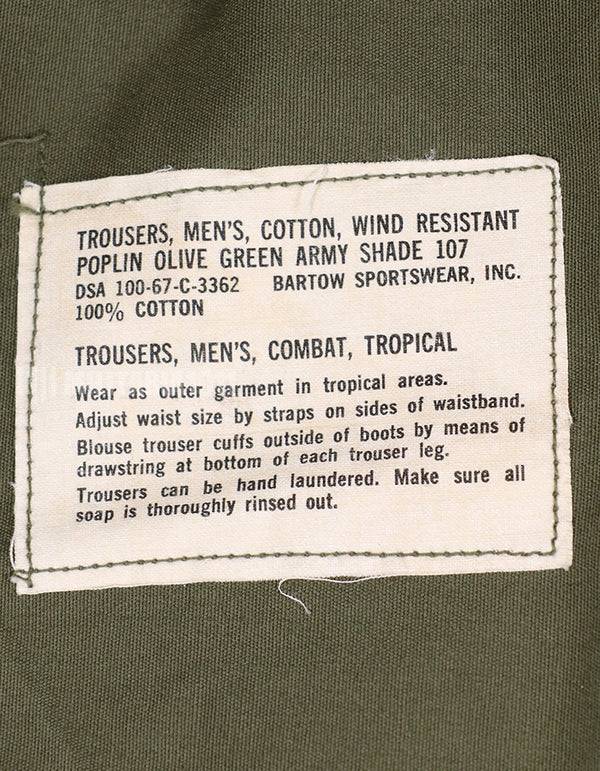 TROUSERS, MEN'S, COTTON, WIND RESISTANT
POPLIN OLIVE GREEN ARMY SHADE 107
DSA 100-67-C-3362 BARTOW SPORTSWEAR, INC.
100% COTTON
TROUSERS, MEN'S, COMBAT, TROPICAL
Wear as outer garment in tropical areas.
Adjust waist size by straps on sides of waistband.
Blouse trouser cuffs outside of boots by means of
drawstring at bottom of each trouser leg.
Trousers can be hand laundered. Make sure all
soap is thoroughly rinsed out.